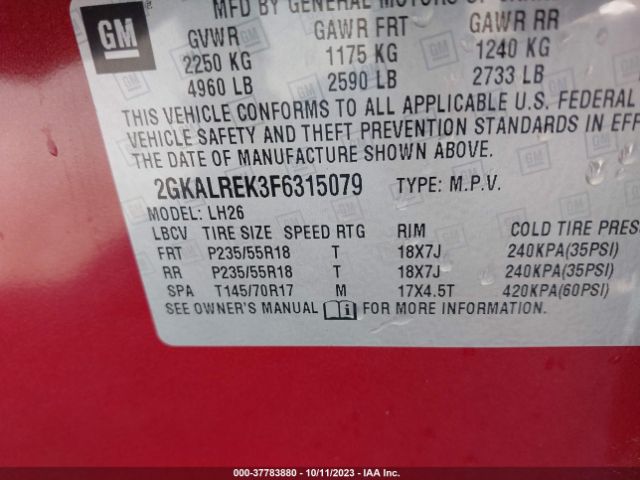 GM
MFD BY GENERAL MOTORS OF
GVWR GAWR FRT GAWR RR
2250 KG 1175 KG 1240 KG
4960 LB 2590 LB 2733 LB
THIS VEHICLE CONFORMS TO ALL APPLICABLE U.S. FEDERAL
VEHICLE SAFETY AND THEFT PREVENTION STANDARDS IN EFF
THE DATE OF MANUFACTURE SHOWN ABOVE.
2GKALREK3F6315079 TYPE: M.P.V.
MODEL: LH26
LBCV TIRE SIZE SPEED RTG RIM COLD TIRE PRES
FRT P235/55R18 T 18X7J 240KPA(35PSI)
RR P235/55R18 T 18X7J 240KPA(35PSI)
SPA T145/70R17 M 17X4.5T 420KPA(60PSI)
SEE OWNER'S MANUAL i FOR MORE INFORMATION.
000-37783880 - 10/11/2023 - IAA Inc.